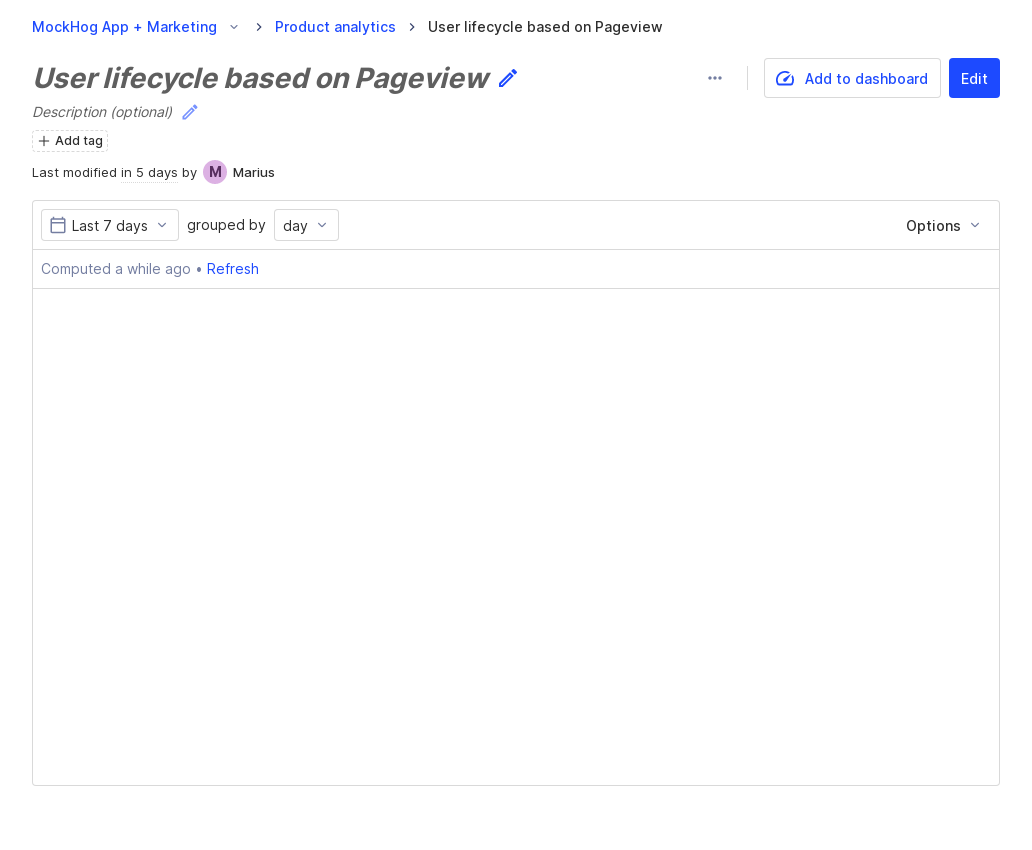 MockHog App + Marketing Product analytics User lifecycle based on Pageview
User lifecycle based on Pageview
Add to dashboard Edit
Description (optional)
Add tag
Last modified in 5 days by M Marius
Last 7 days grouped by day Options
Computed a while ago • Refresh